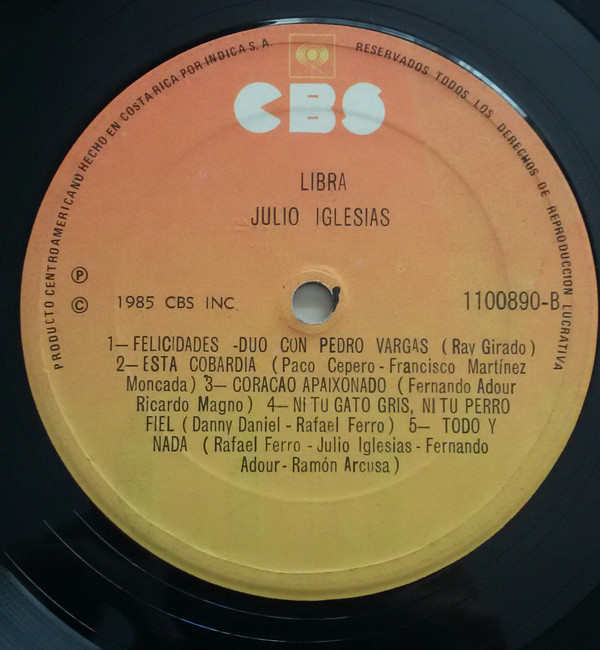 PRODUCTO CENTROAMERICANO HECHO EN COSTA-RICA POR INDICA S.A.
RESERVADOS TODOS LOS DERECHOS DE REPRODUCCION LUCRATIVA
CBS
LIBRA
JULIO IGLESIAS
℗
© 1985 CBS INC.
1100890-B
1—FELICIDADES -DUO CON PEDRO VARGAS (Ray Girado)
2—ESTA COBARDIA (Paco Cepero-Francisco Martínez
Moncada) 3—CORACAO APAIXONADO (Fernando Adour
Ricardo Magno) 4—NI TU GATO GRIS, NI TU PERRO
FIEL (Danny Daniel-Rafael Ferro) 5— TODO Y
NADA (Rafael Ferro-Julio Iglesias-Fernando
Adour-Ramón Arcusa)